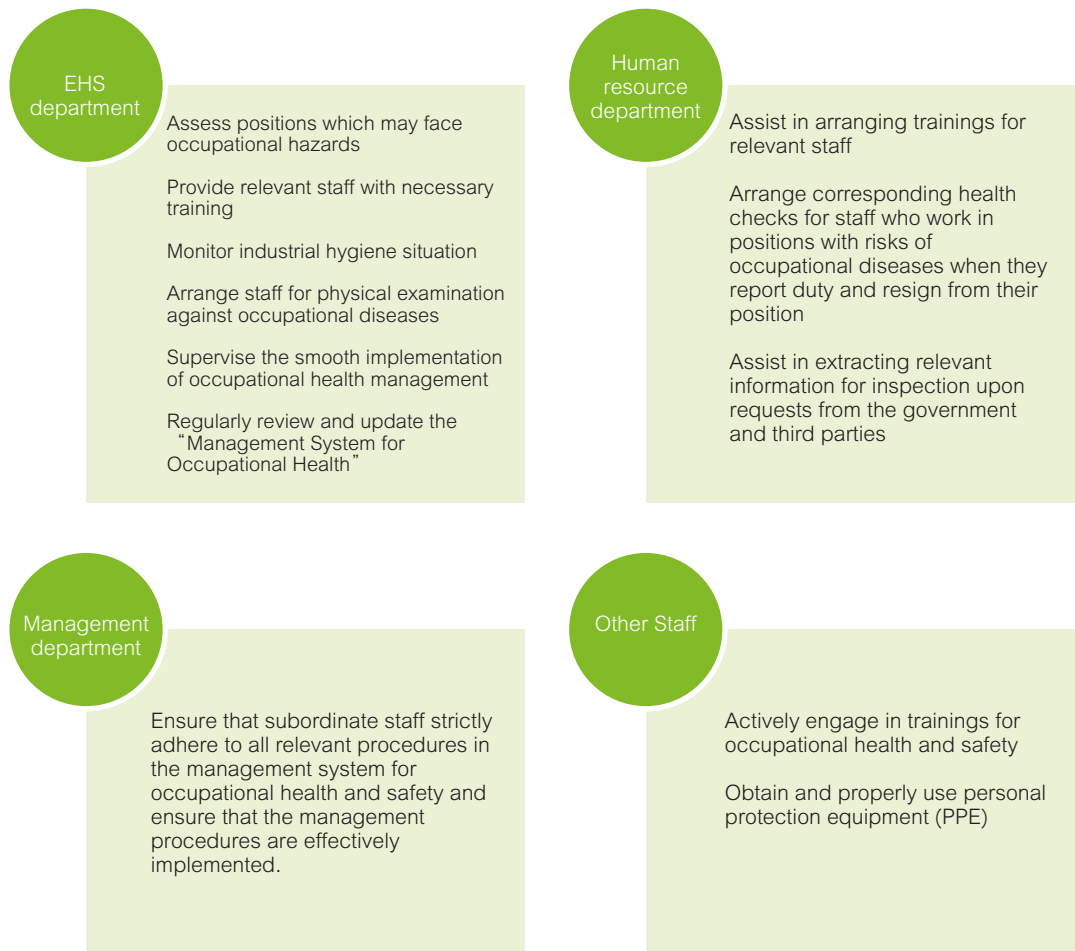 EHS
department
Assess positions which may face
occupational hazards
Provide relevant staff with necessary
training
Monitor industrial hygiene situation
Arrange staff for physical examination
against occupational diseases
Supervise the smooth implementation
of occupational health management
Regularly review and update the
“Management System for
Occupational Health”
Human
resource
department
Assist in arranging trainings for
relevant staff
Arrange corresponding health
checks for staff who work in
positions with risks of
occupational diseases when they
report duty and resign from their
position
Assist in extracting relevant
information for inspection upon
requests from the government
and third parties
Management
department
Ensure that subordinate staff strictly
adhere to all relevant procedures in
the management system for
occupational health and safety and
ensure that the management
procedures are effectively
implemented.
Other Staff
Actively engage in trainings for
occupational health and safety
Obtain and properly use personal
protection equipment (PPE)